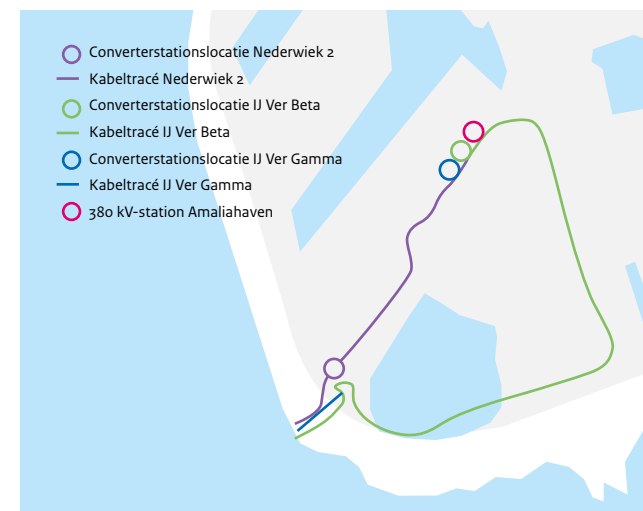 Converterstationslocatie Nederwiek 2
Kabeltracé Nederwiek 2
Converterstationslocatie IJ Ver Beta
Kabeltracé IJ Ver Beta
Converterstationslocatie IJ Ver Gamma
Kabeltracé IJ Ver Gamma
380 kV-station Amaliahaven